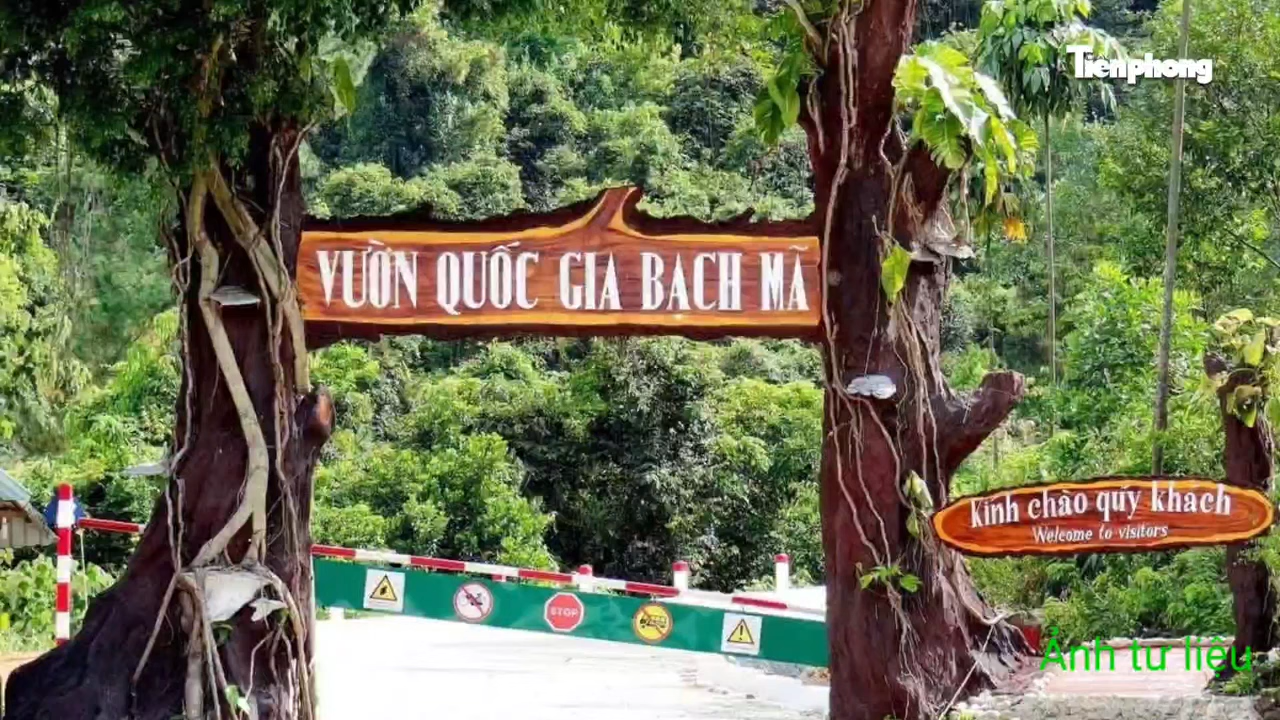 Tienphong
VƯỜN QUỐC GIA BẠCH MÃ
Kính chào quý khách
Welcome to visitors
STOP
Ảnh tư liệu